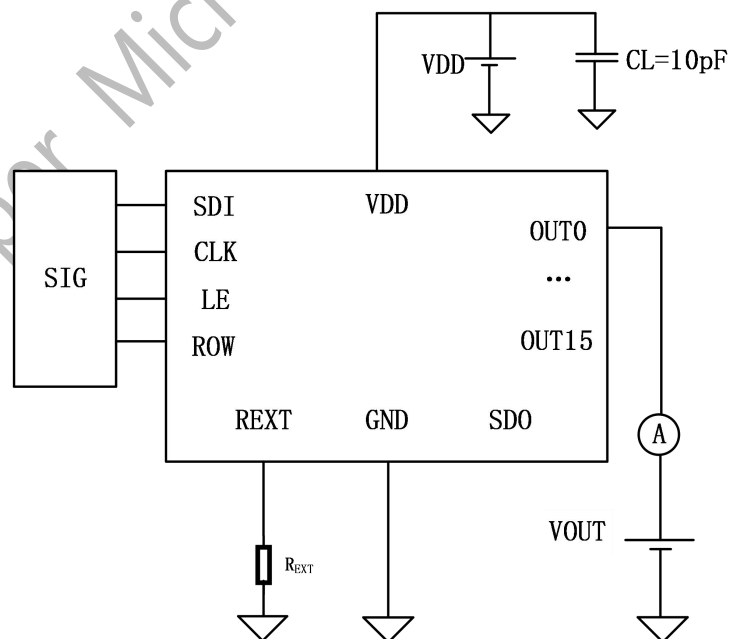 VDD
CL=10pF
SDI
VDD
OUT0
CLK
...
SIG
LE
ROW
OUT15
REXT
GND
SDO
A
VOUT
REXT